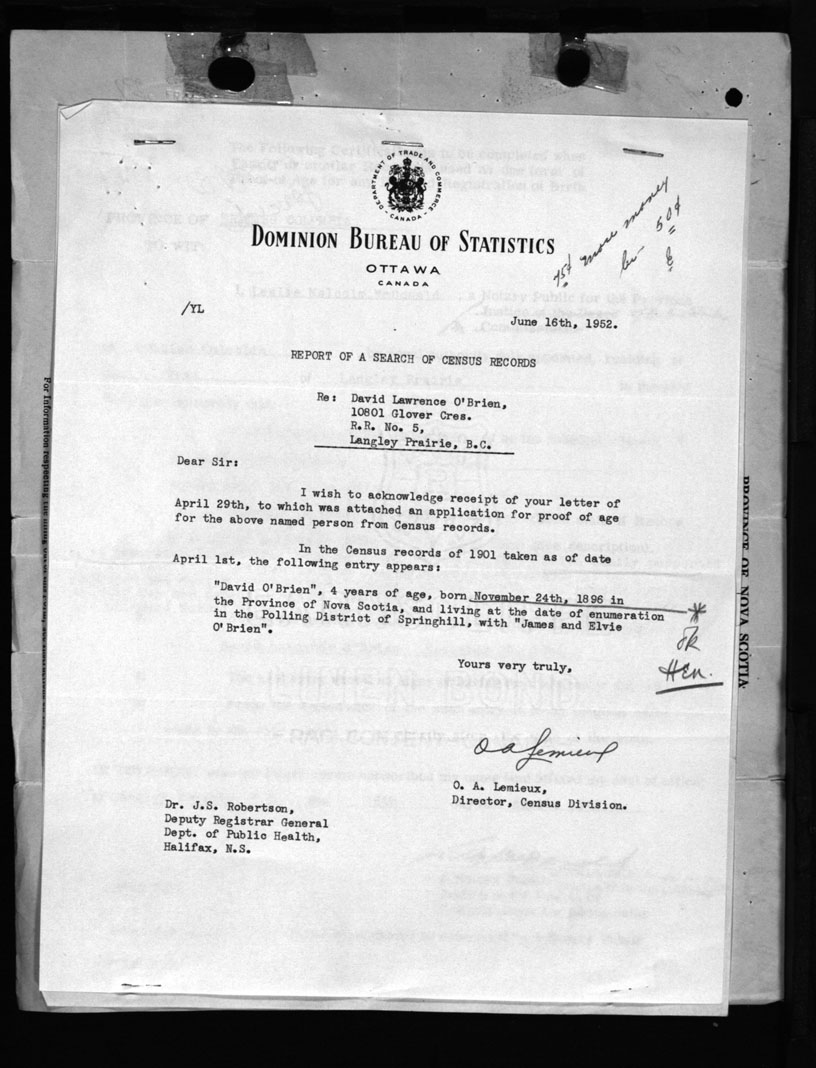 DEPARTMENT OF TRADE AND COMMERCE
CANADA
DOMINION BUREAU OF STATISTICS
OTTAWA
CANADA
75¢ more money
50¢
/YL
June 16th, 1952.
REPORT OF A SEARCH OF CENSUS RECORDS
Re: David Lawrence O'Brien,
10801 Glover Cres.
R.R. No. 5,
Langley Prairie, B.C.
Dear Sir:
I wish to acknowledge receipt of your letter of
April 29th, to which was attached an application for proof of age
for the above named person from Census records.
In the Census records of 1901 taken as of date
April 1st, the following entry appears:
"David O'Brien", 4 years of age, born November 24th, 1896 in
the Province of Nova Scotia, and living at the date of enumeration
in the Polling District of Springhill, with "James and Elvie
O'Brien".
ok
Yours very truly,
O A Lemieux
O. A. Lemieux,
Director, Census Division.
Dr. J.S. Robertson,
Deputy Registrar General
Dept. of Public Health,
Halifax, N.S.
For Information respecting
PROVINCE OF NOVA SCOTIA